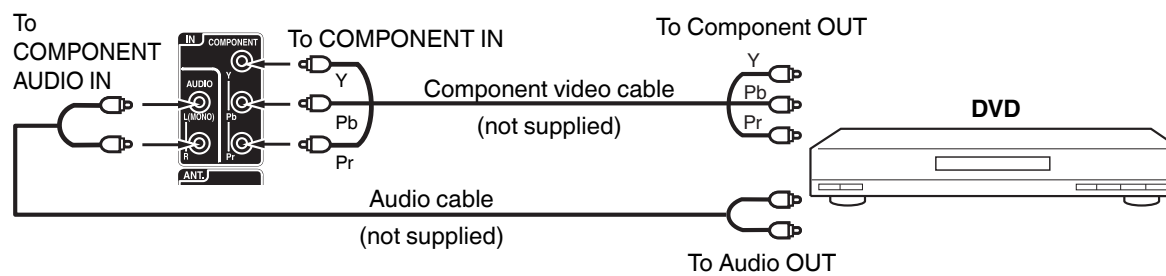 To
COMPONENT
AUDIO IN
IN
COMPONENT
AUDIO
Y
L(MONO)
Pb
R
Pr
ANT.
To COMPONENT IN
Y
Pb
Pr
Component video cable
(not supplied)
To Component OUT
Y
Pb
Pr
DVD
Audio cable
(not supplied)
To Audio OUT